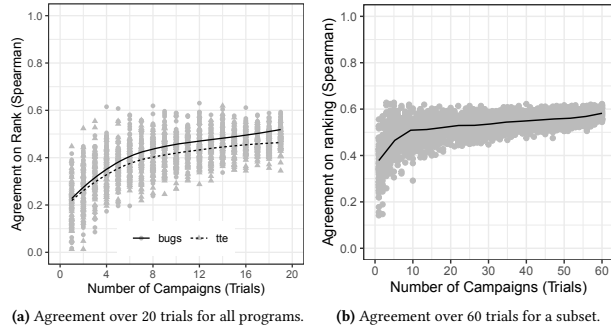 Agreement on Rank (Spearman)
1.0
0.8
0.6
0.4
0.2
0.0
bugs tte
0 4 8 12 16 20
Number of Campaigns (Trials)
(a) Agreement over 20 trials for all programs.
Agreement on ranking (Spearman)
1.0
0.8
0.6
0.4
0.2
0.0
0 10 20 30 40 50 60
Number of Campaigns (Trials)
(b) Agreement over 60 trials for a subset.